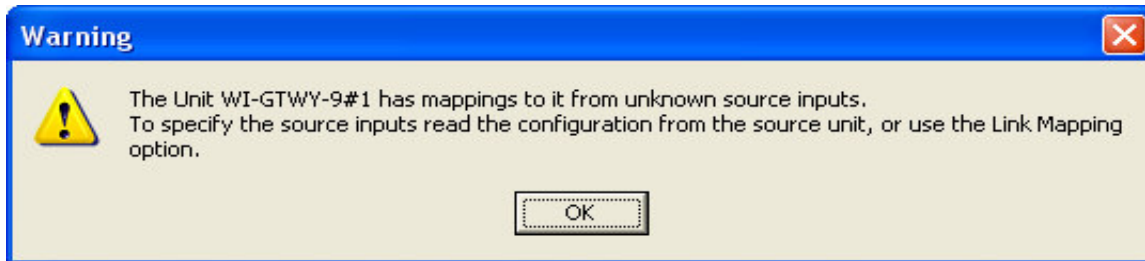 Warning
The Unit WI-GTWY-9#1 has mappings to it from unknown source inputs.
To specify the source inputs read the configuration from the source unit, or use the Link Mapping
option.
OK